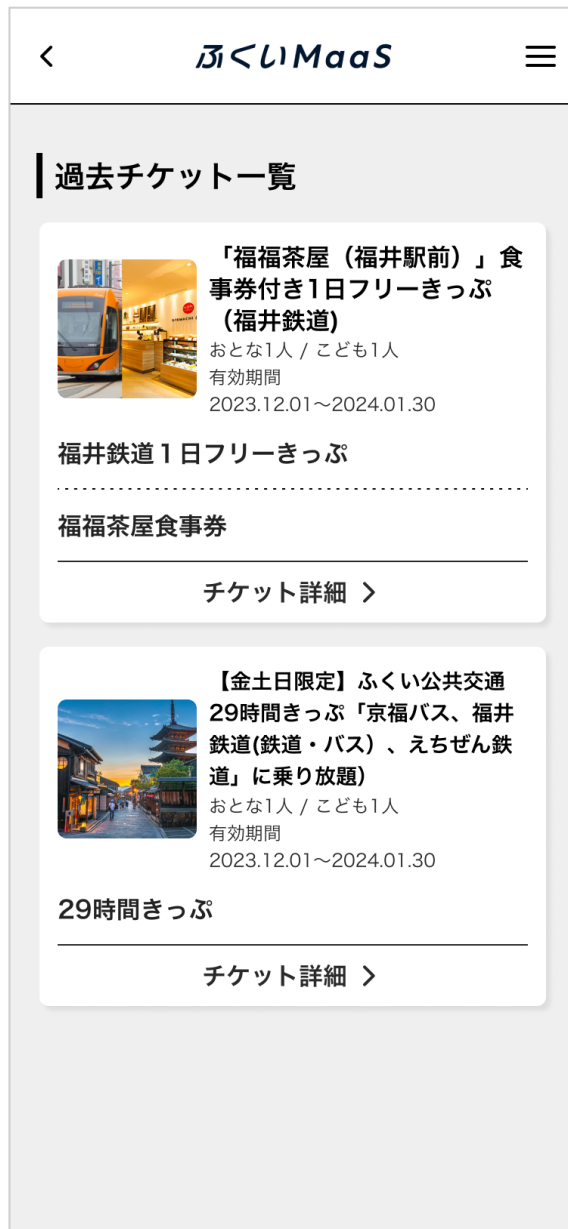 ふくいMaaS
過去チケット一覧
「福福茶屋（福井駅前）」食
事券付き1日フリーきっぷ
（福井鉄道)
おとな1人 / こども1人
有効期間
2023.12.01〜2024.01.30
福井鉄道１日フリーきっぷ
福福茶屋食事券
チケット詳細
【金土日限定】ふくい公共交通
29時間きっぷ「京福バス、福井
鉄道(鉄道・バス）、えちぜん鉄
道」に乗り放題）
おとな1人 / こども1人
有効期間
2023.12.01〜2024.01.30
29時間きっぷ
チケット詳細